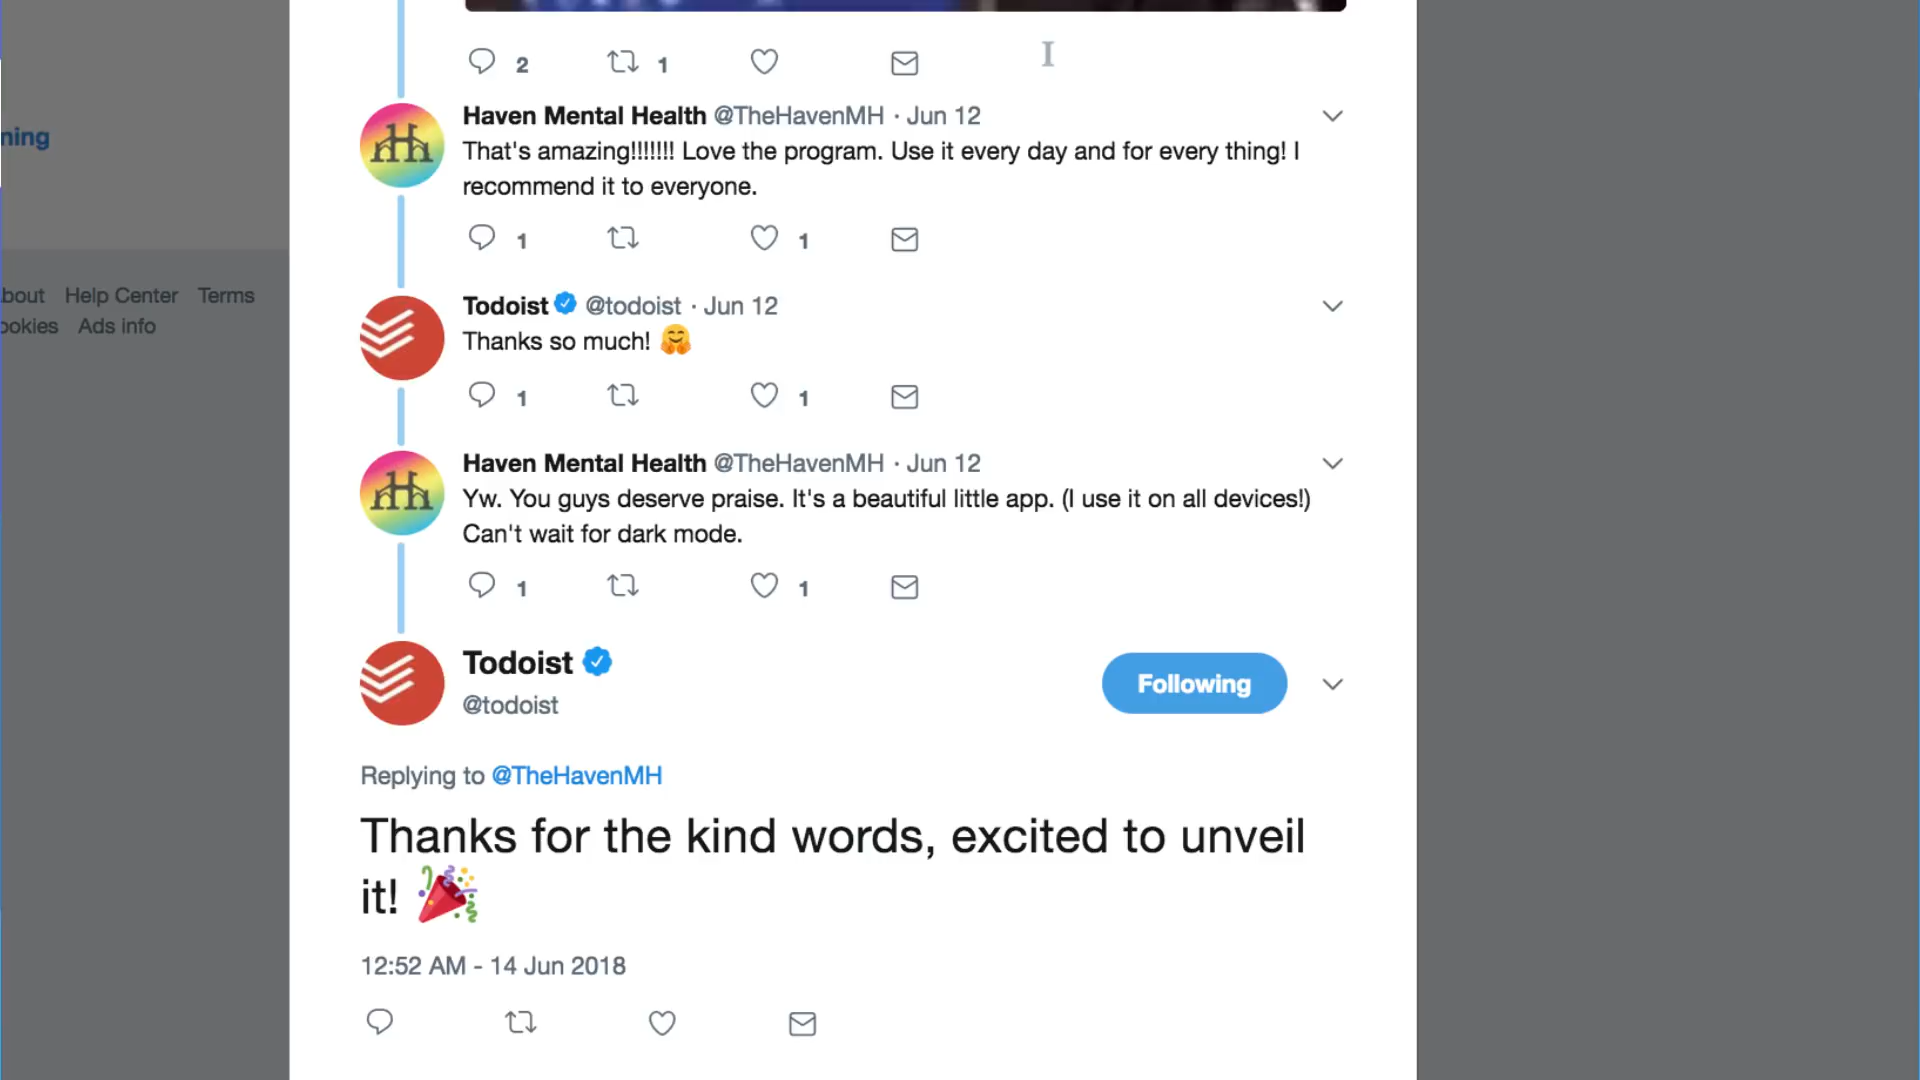 2 1
Haven Mental Health @TheHavenMH · Jun 12
That's amazing!!!!!!! Love the program. Use it every day and for every thing! I
recommend it to everyone.
1 1
Todoist @todoist · Jun 12
Thanks so much! 🤗
1 1
Haven Mental Health @TheHavenMH · Jun 12
Yw. You guys deserve praise. It's a beautiful little app. (I use it on all devices!)
Can't wait for dark mode.
1 1
Todoist
@todoist
Following
Replying to @TheHavenMH
Thanks for the kind words, excited to unveil
it! 🎉
12:52 AM - 14 Jun 2018
ning
bout Help Center Terms
ookies Ads info